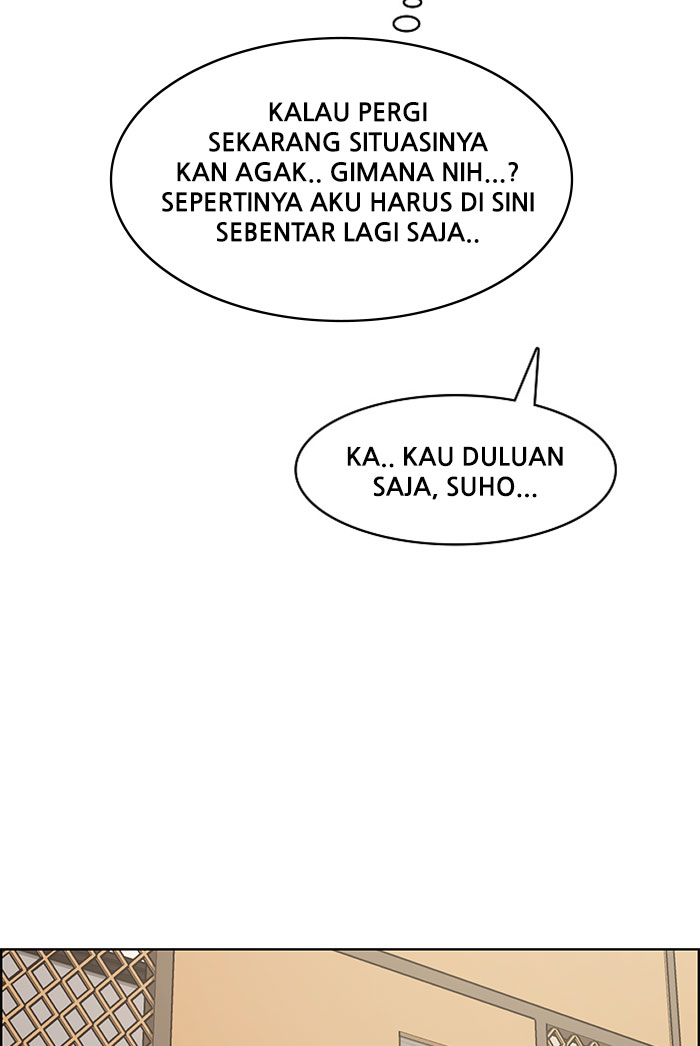 KALAU PERGI
SEKARANG SITUASINYA
KAN AGAK.. GIMANA NIH...?
SEPERTINYA AKU HARUS DI SINI
SEBENTAR LAGI SAJA..
KA.. KAU DULUAN
SAJA, SUHO...